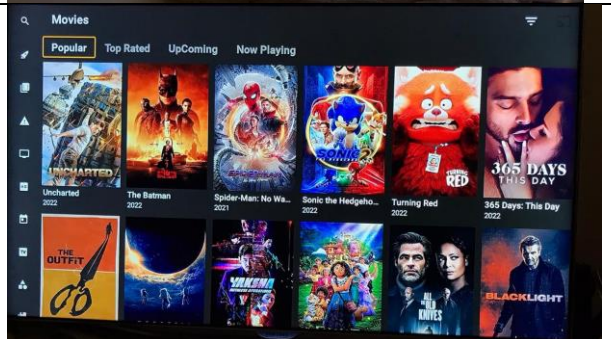 Movies
Popular Top Rated UpComing Now Playing
UNCHARTED
SONIC
TURNING
RED
365 DAYS
THIS DAY
Uncharted
2022
The Batman
2022
Spider-Man: No Wa...
2021
Sonic the Hedgeho...
2022
Turning Red
2022
365 Days: This Day
2022
THE
OUTFIT
YAKSHA
ALL
THE OLD
KNIVES
BLACKLIGHT